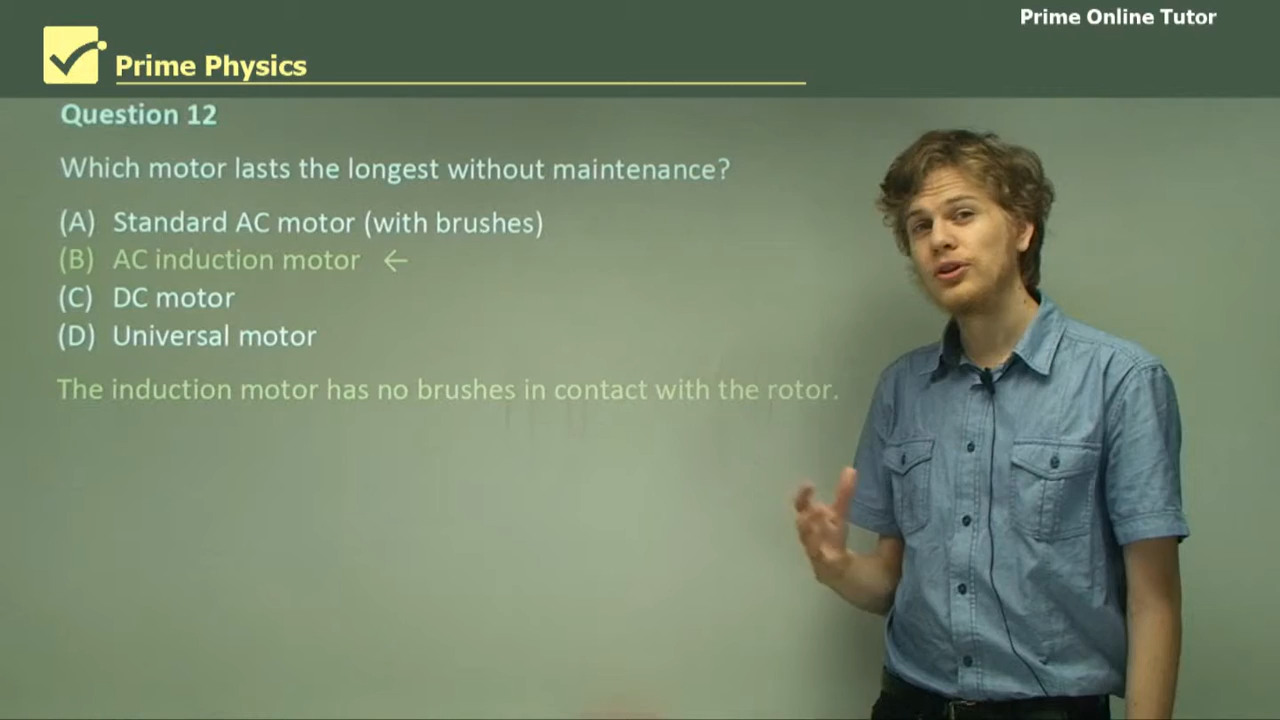 Prime Online Tutor
Prime Physics
Question 12
Which motor lasts the longest without maintenance?
(A) Standard AC motor (with brushes)
(B) AC induction motor ←
(C) DC motor
(D) Universal motor
The induction motor has no brushes in contact with the rotor.